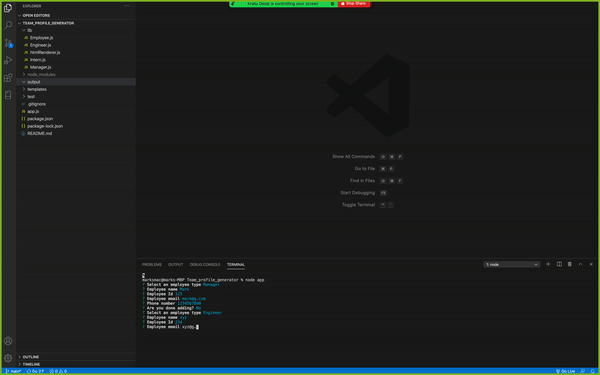 EXPLORER
Kratu Desai is controlling your screen
Stop Share
OPEN EDITORS
TEAM_PROFILE_GENERATOR
lib
Employee.js
Engineer.js
htmlRenderer.js
Intern.js
Manager.js
node_modules
output
templates
test
.gitignore
app.js
package.json
package-lock.json
README.md
Show All Commands
Go to File
Find in Files
Start Debugging
Toggle Terminal
PROBLEMS OUTPUT DEBUG CONSOLE TERMINAL
1: node
marksmac@marks-MBP Team_profile_generator % node app
? Select an employee type Manager
? Employee name Mark
? Employee Id
? Employee email mark@g.com
? Phone number 1234567890
? Are you done adding? No
? Select an employee type Engineer
? Employee name xyz
? Employee Id
? Employee email xyz@g.
OUTLINE
TIMELINE
main*
Go Live